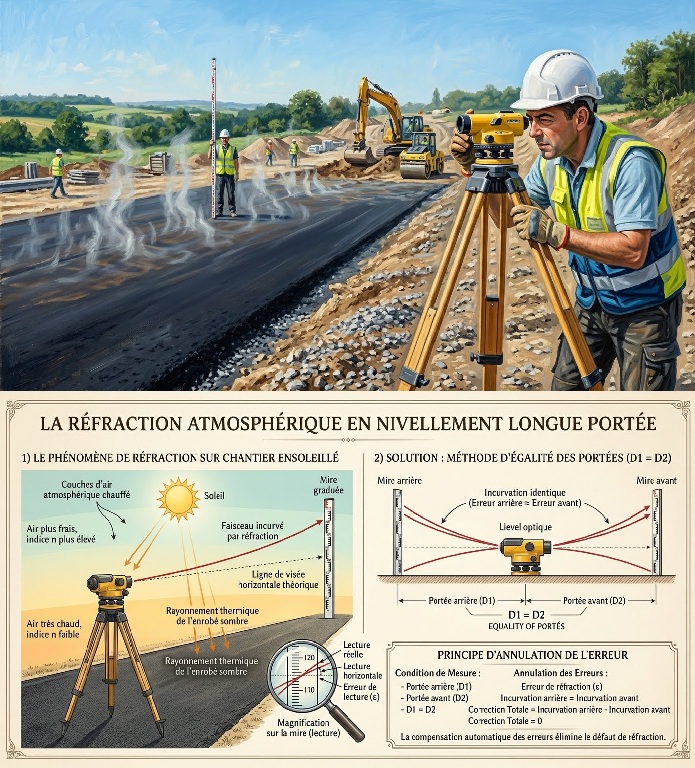 LA RÉFRACTION ATMOSPHÉRIQUE EN NIVELLEMENT LONGUE PORTÉE
1) LE PHÉNOMÈNE DE RÉFRACTION SUR CHANTIER ENSOLEILLÉ
Couches d'air
atmosphérique chauffé
Soleil
Mire
graduée
Air plus frais,
indice n plus élevé
Faisceau incurvé
par réfraction
Ligne de visée
horizontale théorique
Air très chaud,
indice n faible
Rayonnement thermique
de l'enrobé sombre
Rayonnement thermique
de l'enrobé sombre
120
110
Lecture
réelle
Lecture
horizontale
Erreur de
lecture (ε)
Magnification
sur la mire (lecture)
2) SOLUTION : MÉTHODE D'ÉGALITÉ DES PORTÉES (D1 = D2)
Mire arrière
Mire avant
Incurvation identique
(Erreur arrière ≈ Erreur avant)
Lievel optique
Portée arrière (D1)
Portée avant (D2)
D1 = D2
EQUALITY OF PORTÉS
PRINCIPE D'ANNULATION DE L'ERREUR
Condition de Mesure :
- Portée arrière (D1)
- Portée avant (D2)
- D1 = D2
Annulation des Erreurs :
Erreur de réfraction (ε)
Incurvation arrière = Incurvation avant
Correction Totale = Incurvation arrière - Incurvation avant
Correction Totale = 0
La compensation automatique des erreurs élimine le défaut de réfraction.